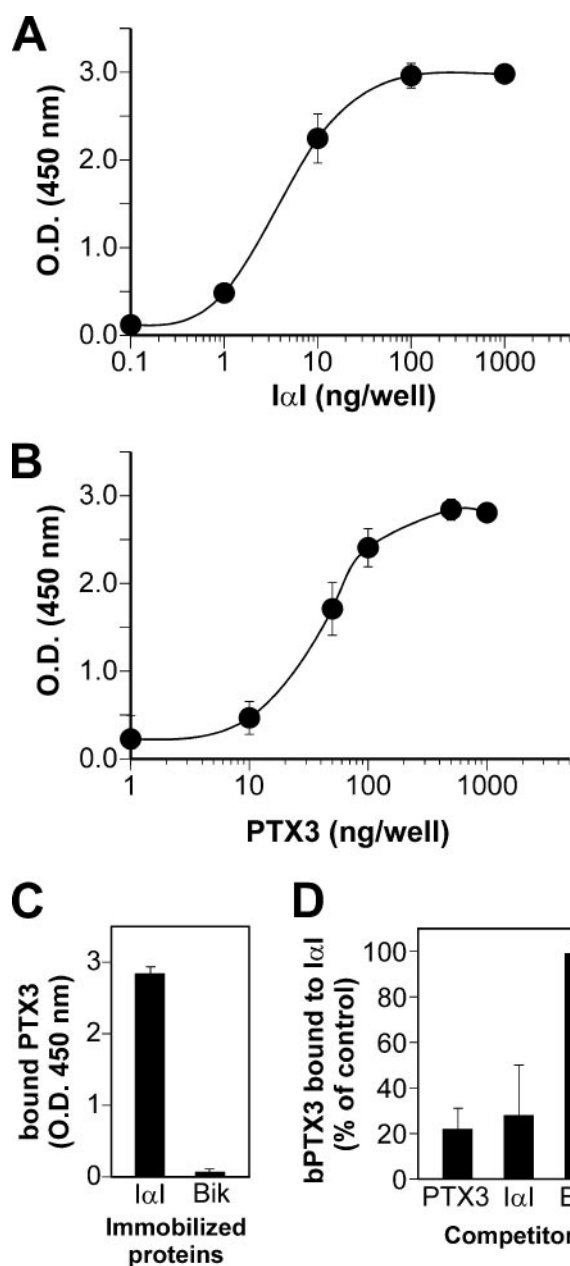 A
O.D. (450 nm)
3.0
2.0
1.0
0.0
0.1 1 10 100 1000
IαI (ng/well)
B
O.D. (450 nm)
3.0
2.0
1.0
0.0
1 10 100 1000
PTX3 (ng/well)
C
bound PTX3
(O.D. 450 nm)
3
2
1
0
IαI Bik
Immobilized
proteins
D
bPTX3 bound to IαI
(% of control)
100
80
60
40
20
0
PTX3 IαI
Competitor